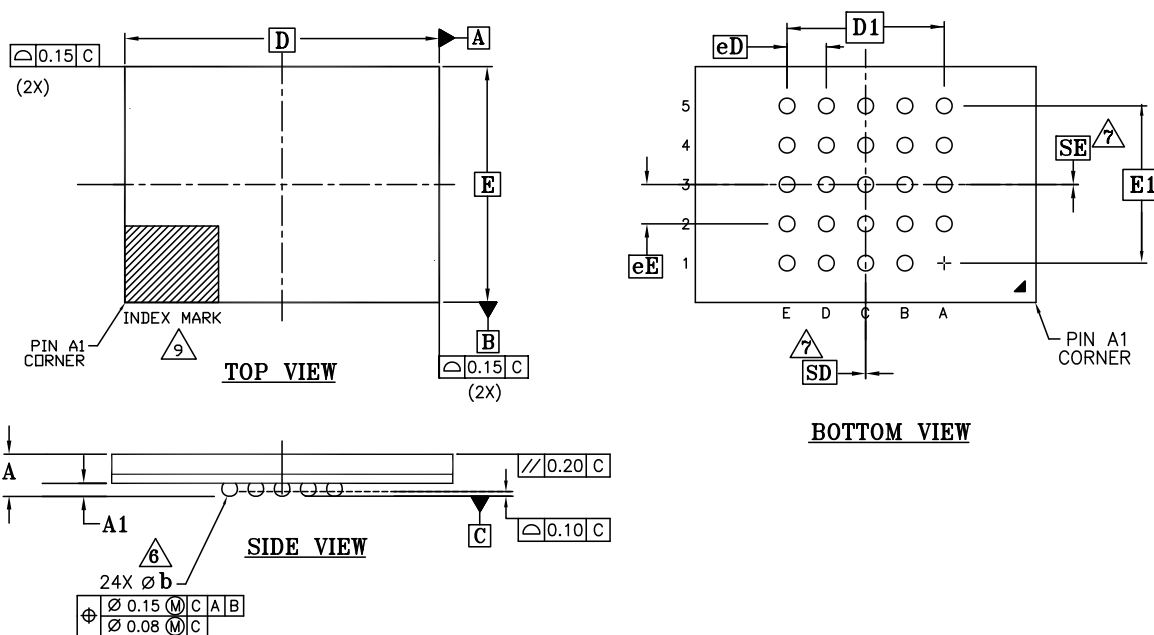 D
A
⌓ 0.15 C
(2X)
E
INDEX MARK
9
PIN A1
CORNER
B
⌓ 0.15 C
(2X)
TOP VIEW
D1
eD
5
4
3
2
1
SE
7
E1
eE
E D C B A
7
SD
PIN A1
CORNER
BOTTOM VIEW
A
A1
// 0.20 C
C
⌓ 0.10 C
SIDE VIEW
6
24X Ø b
⌖ Ø 0.15 Ⓜ C A B
Ø 0.08 Ⓜ C